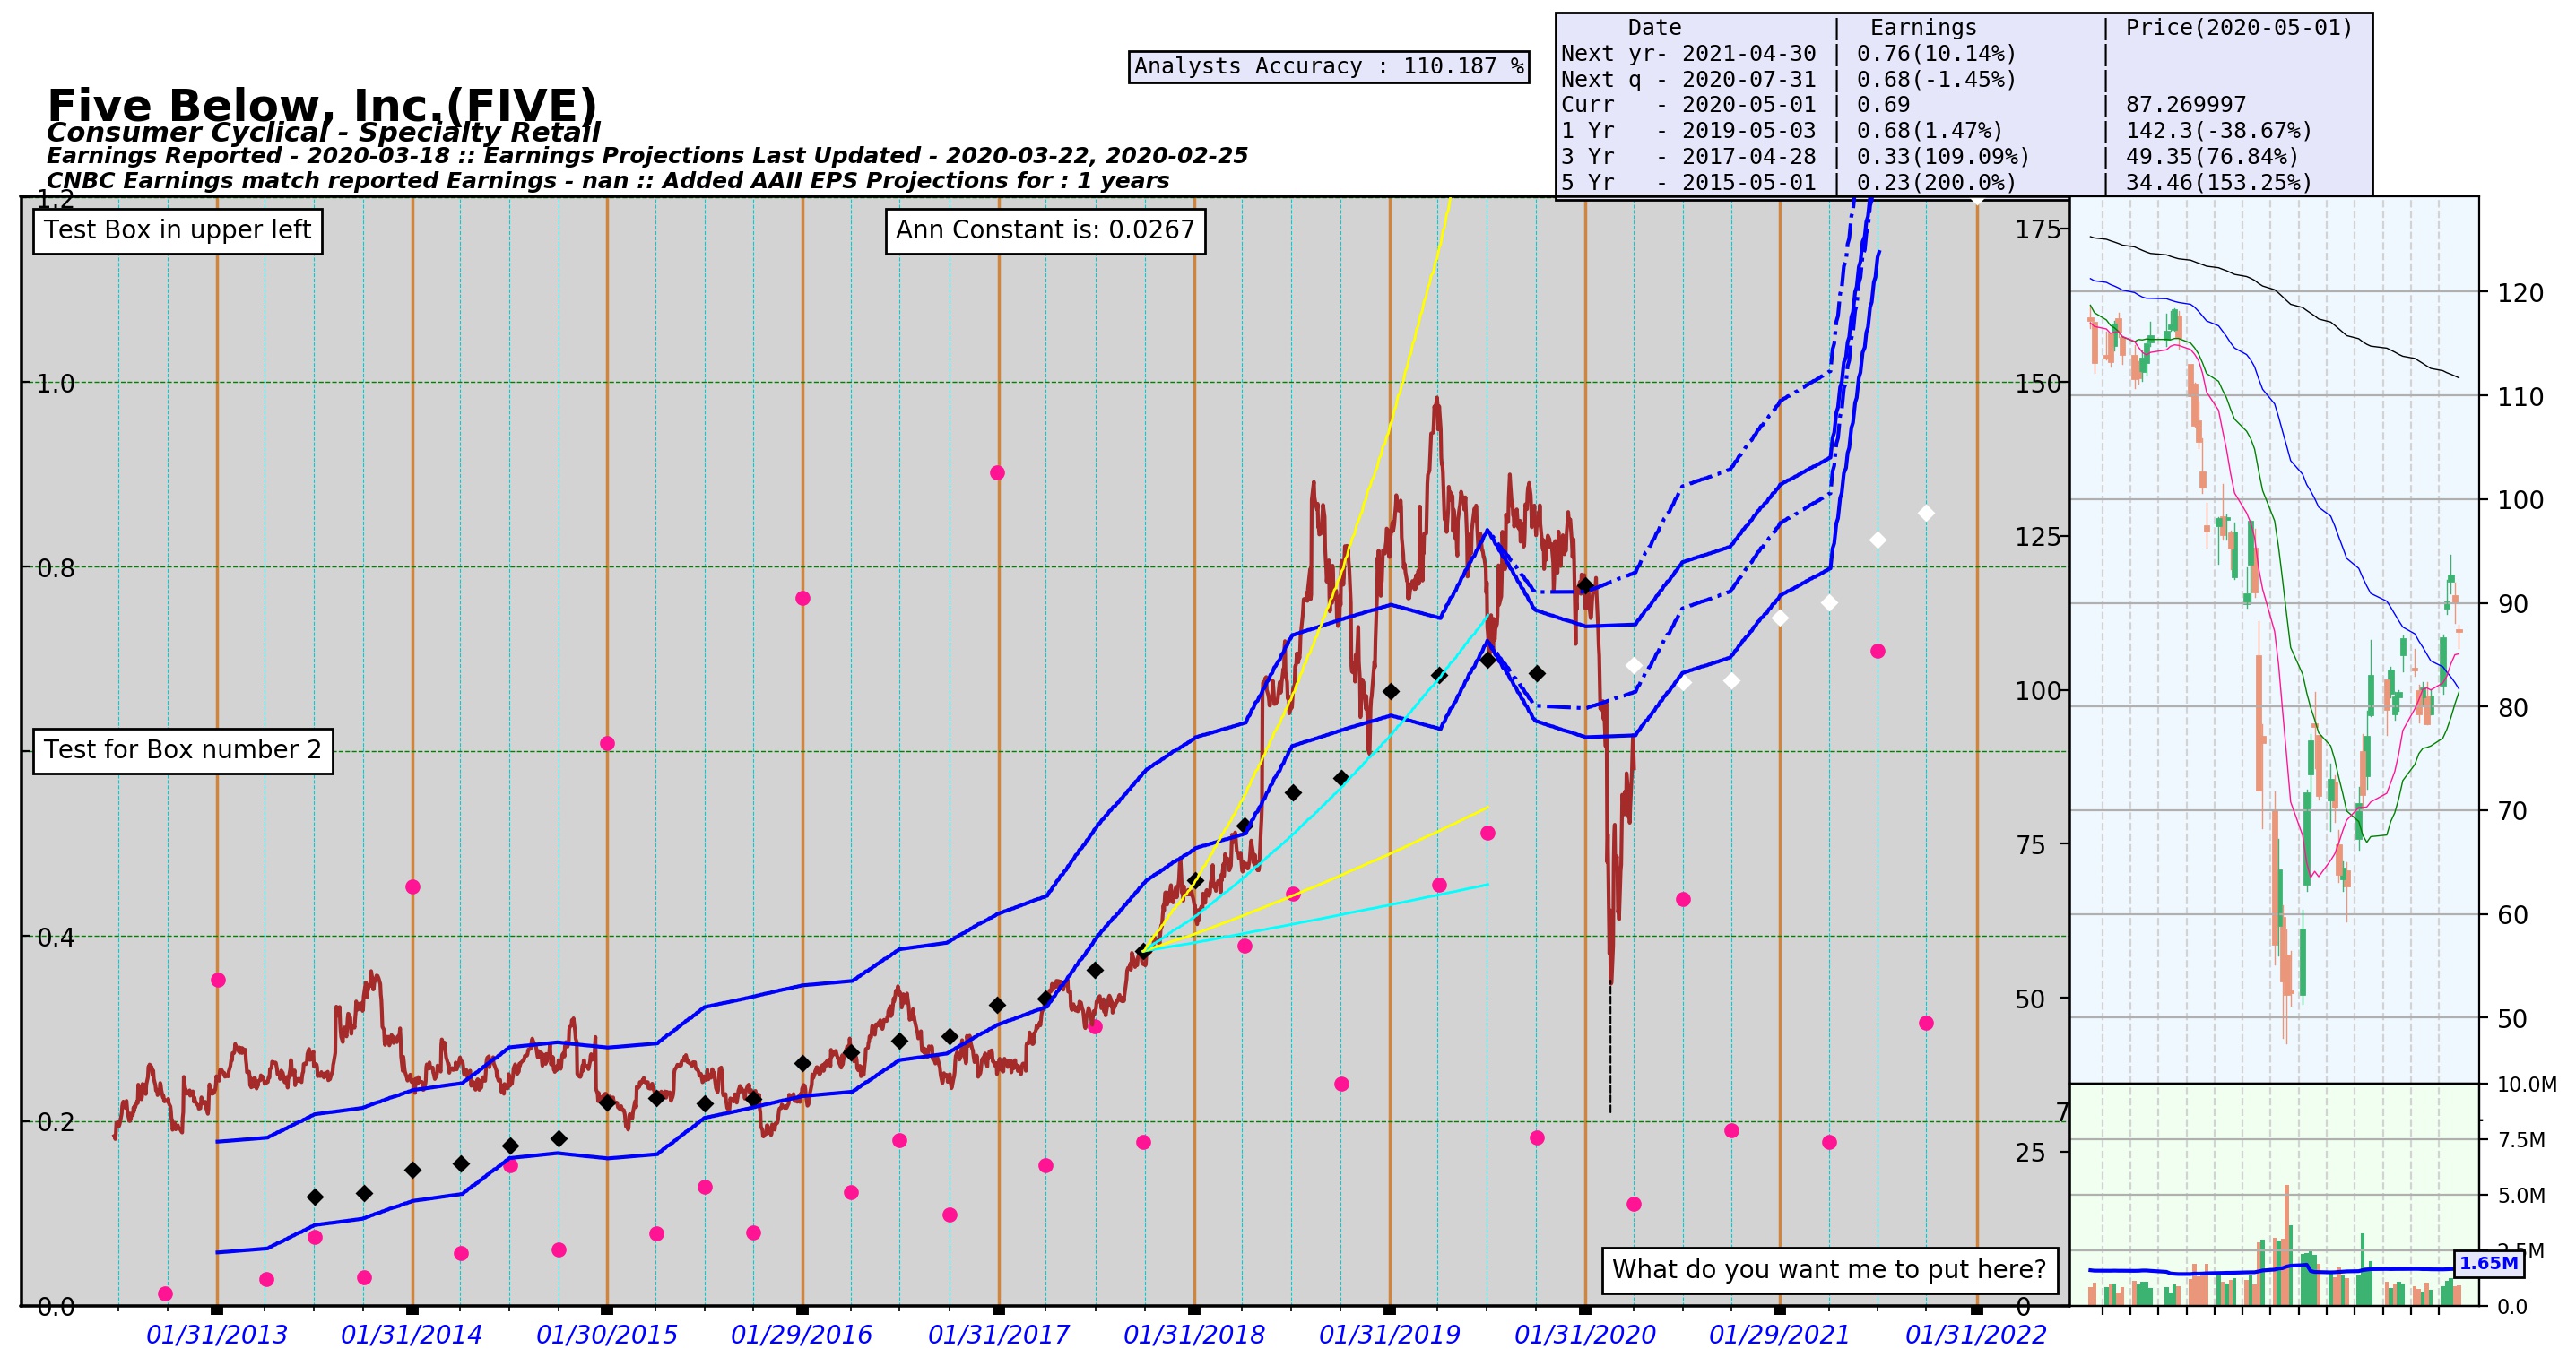 Date | Earnings | Price(2020-05-01)
Next yr- 2021-04-30 | 0.76(10.14%) |
Next q - 2020-07-31 | 0.68(-1.45%) |
Curr - 2020-05-01 | 0.69 | 87.269997
1 Yr - 2019-05-03 | 0.68(1.47%) | 142.3(-38.67%)
3 Yr - 2017-04-28 | 0.33(109.09%) | 49.35(76.84%)
5 Yr - 2015-05-01 | 0.23(200.0%) | 34.46(153.25%)
Analysts Accuracy : 110.187 %
Five Below, Inc.(FIVE)
Consumer Cyclical - Specialty Retail
Earnings Reported - 2020-03-18 :: Earnings Projections Last Updated - 2020-03-22, 2020-02-25
CNBC Earnings match reported Earnings - nan :: Added AAII EPS Projections for : 1 years
1.2
1.0
0.8
0.4
0.2
0.0
Test Box in upper left
Ann Constant is: 0.0267
Test for Box number 2
What do you want me to put here?
175
150
125
100
75
50
25
0
7
120
110
100
90
80
70
60
50
10.0M
7.5M
5.0M
5M
1.65M
0.0
01/31/2013
01/31/2014
01/30/2015
01/29/2016
01/31/2017
01/31/2018
01/31/2019
01/31/2020
01/29/2021
01/31/2022